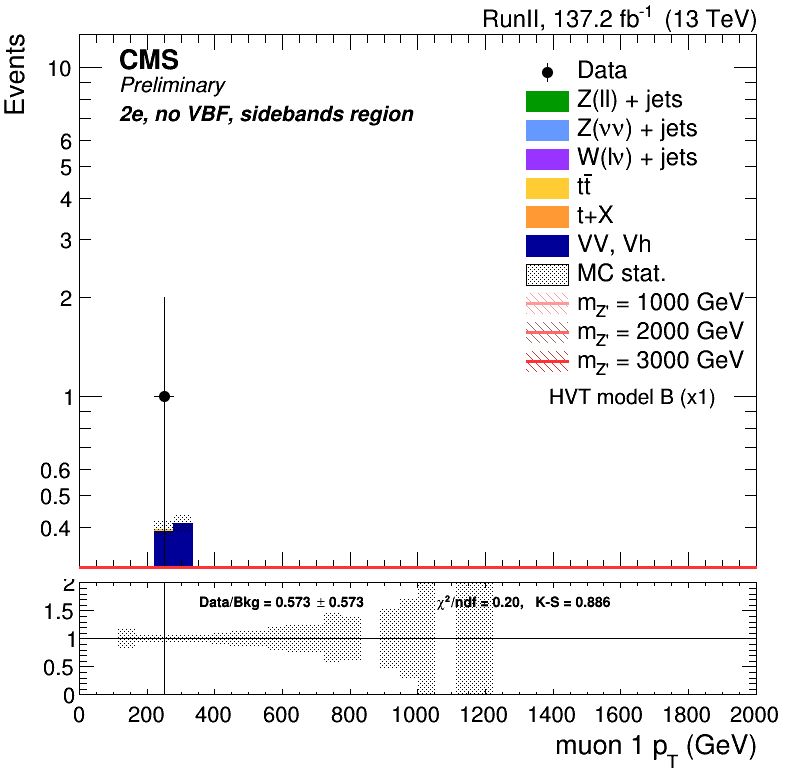 RunII, 137.2 fb⁻¹ (13 TeV)
Events
CMS
Preliminary
2e, no VBF, sidebands region
Data
Z(ll) + jets
Z(νν) + jets
W(lν) + jets
tt̄
t+X
VV, Vh
MC stat.
m_Z' = 1000 GeV
m_Z' = 2000 GeV
m_Z' = 3000 GeV
HVT model B (x1)
10
6
5
4
3
2
1
0.6
0.5
0.4
2
1.5
1
0.5
0
Data/Bkg = 0.573 ± 0.573
χ²/ndf = 0.20, K-S = 0.886
0 200 400 600 800 1000 1200 1400 1600 1800 2000
muon 1 p_T (GeV)